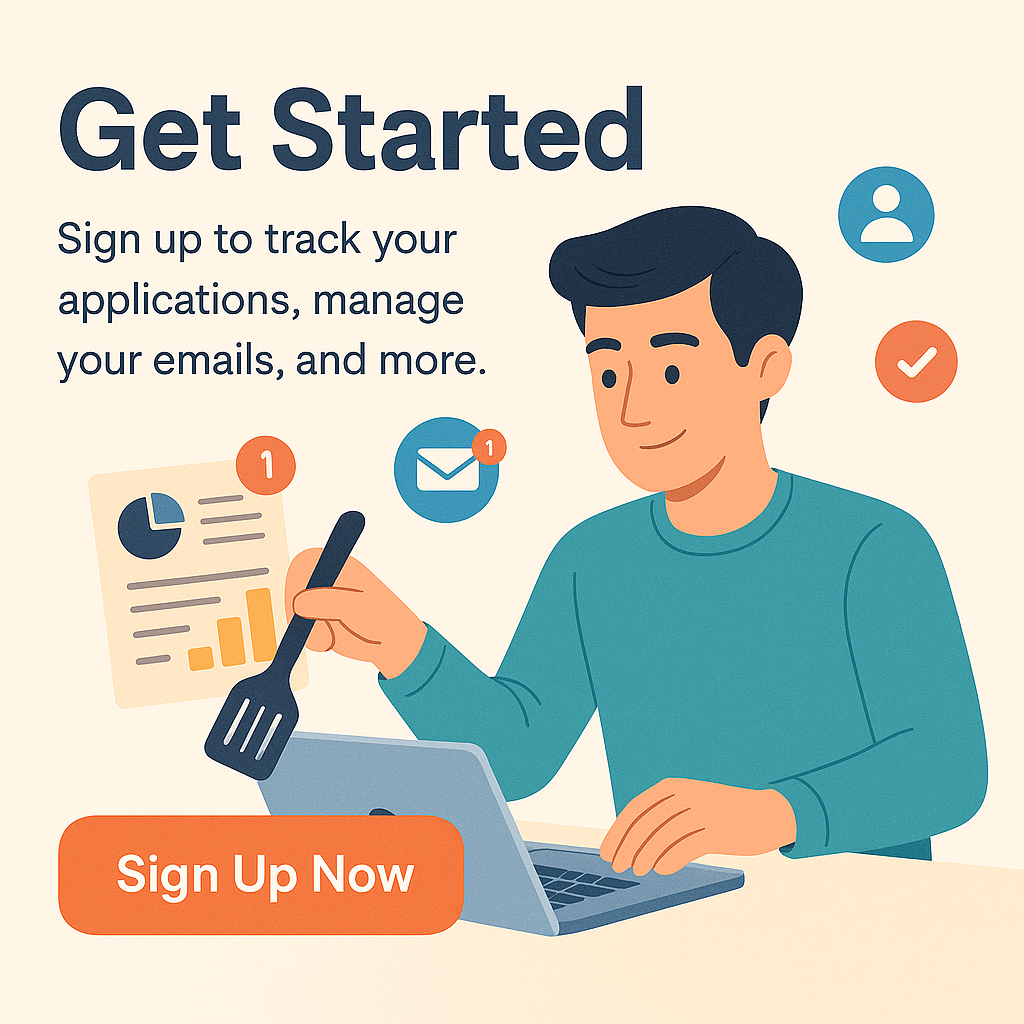 Get Started
Sign up to track your
applications, manage
your emails, and more.
1
1
Sign Up Now